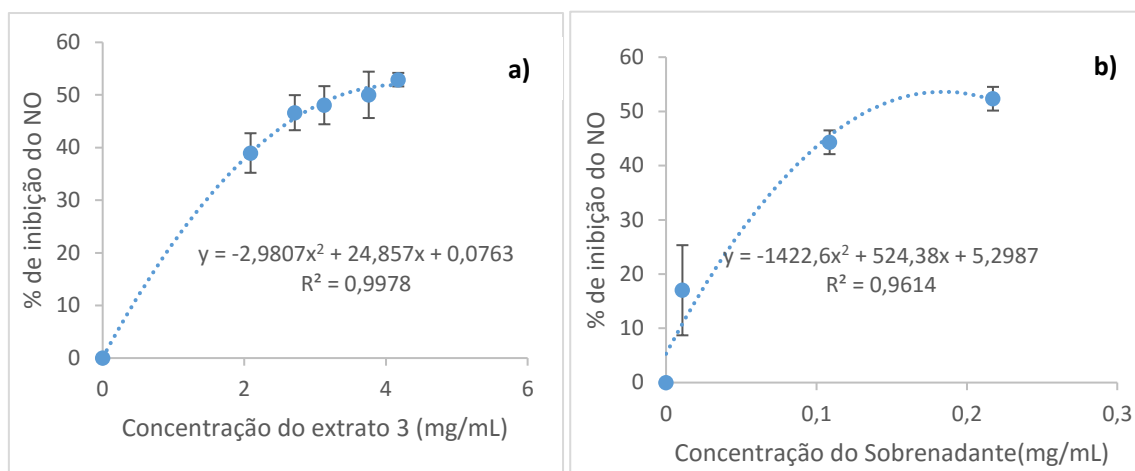 a)
60
50
40
30
20
10
0
% de inibição do NO
y = -2,9807x² + 24,857x + 0,0763
R² = 0,9978
0 2 4 6
Concentração do extrato 3 (mg/mL)
b)
60
50
40
30
20
10
0
% de inibição do NO
y = -1422,6x² + 524,38x + 5,2987
R² = 0,9614
0 0,1 0,2 0,3
Concentração do Sobrenadante(mg/mL)